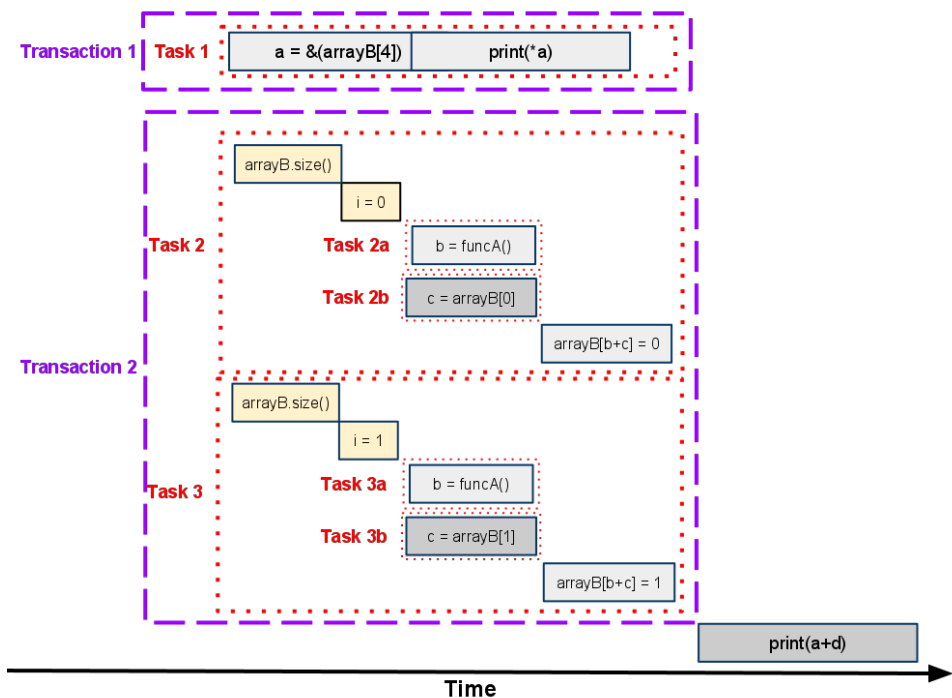 Transaction 1
Task 1
a = &(arrayB[4])
print(*a)
arrayB.size()
i = 0
Task 2
Task 2a
b = funcA()
Task 2b
c = arrayB[0]
arrayB[b+c] = 0
Transaction 2
arrayB.size()
i = 1
Task 3
Task 3a
b = funcA()
Task 3b
c = arrayB[1]
arrayB[b+c] = 1
print(a+d)
Time